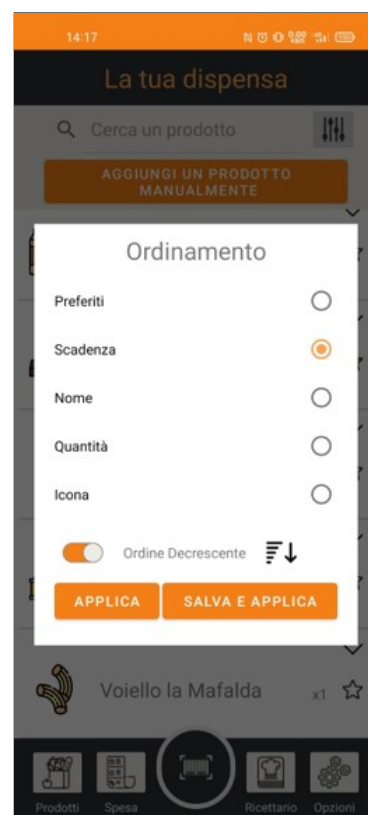 14:17
La tua dispensa
Cerca un prodotto
AGGIUNGI UN PRODOTTO
MANUALMENTE
Ordinamento
Preferiti
Scadenza
Nome
Quantità
Icona
Ordine Decrescente
APPLICA SALVA E APPLICA
Voiello la Mafalda x1
Prodotti Spesa Ricettario Opzioni